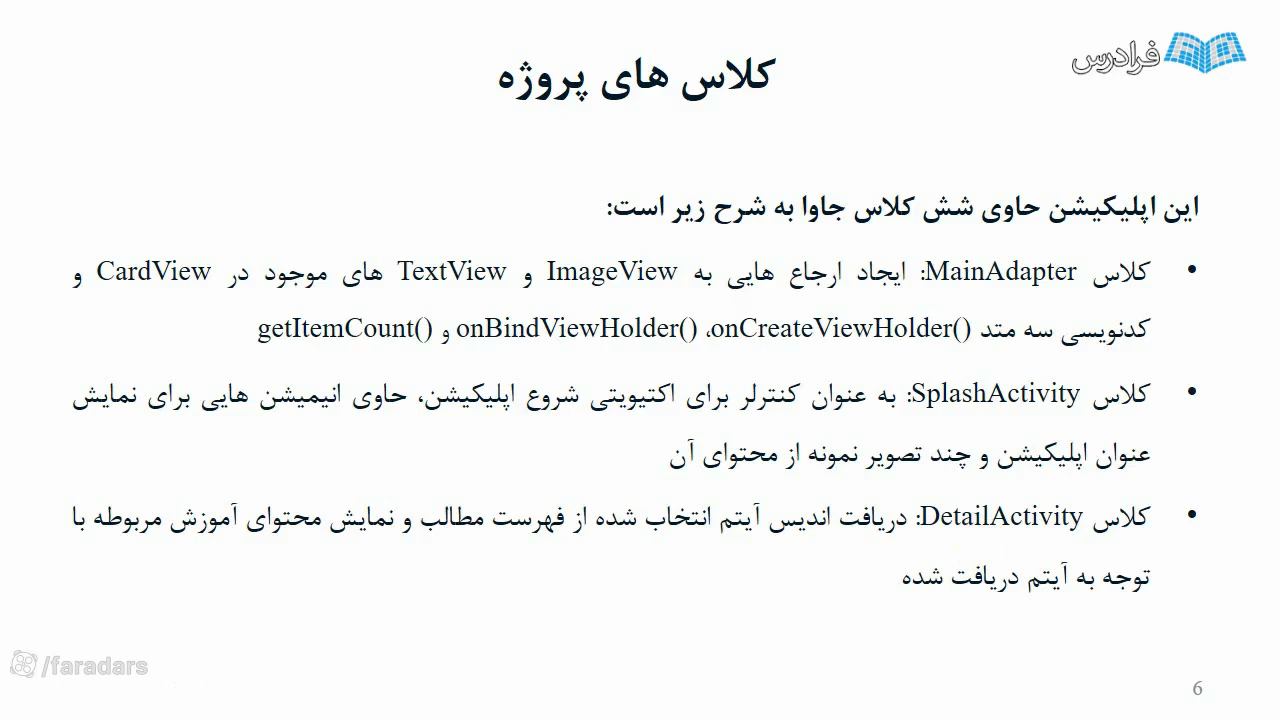 فرادرس
کلاس های پروژه
این اپلیکیشن حاوی شش کلاس جاوا به شرح زیر است:
• کلاس MainAdapter: ایجاد ارجاع هایی به ImageView و TextView های موجود در CardView و
کدنویسی سه متد onCreateViewHolder()، onBindViewHolder() و getItemCount()
• کلاس SplashActivity: به عنوان کنترلر برای اکتیویتی شروع اپلیکیشن، حاوی انیمیشن هایی برای نمایش
عنوان اپلیکیشن و چند تصویر نمونه از محتوای آن
• کلاس DetailActivity: دریافت اندیس آیتم انتخاب شده از فهرست مطالب و نمایش محتوای آموزش مربوطه با
توجه به آیتم دریافت شده
/faradars
6